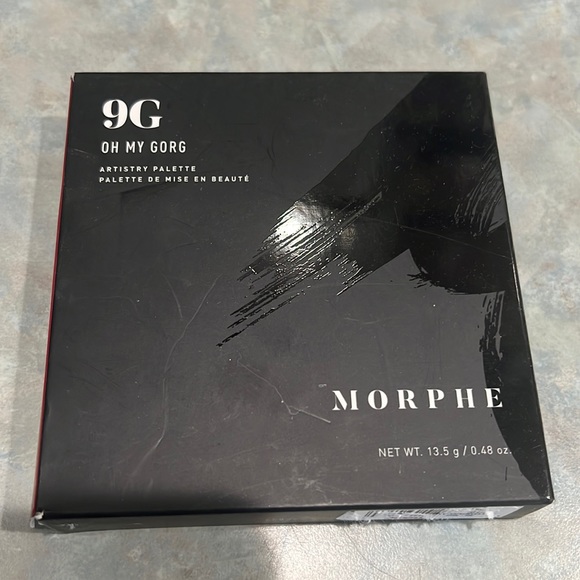 9G
OH MY GORG
ARTISTRY PALETTE
PALETTE DE MISE EN BEAUTÉ
MORPHE
NET WT. 13.5 g / 0.48 oz.